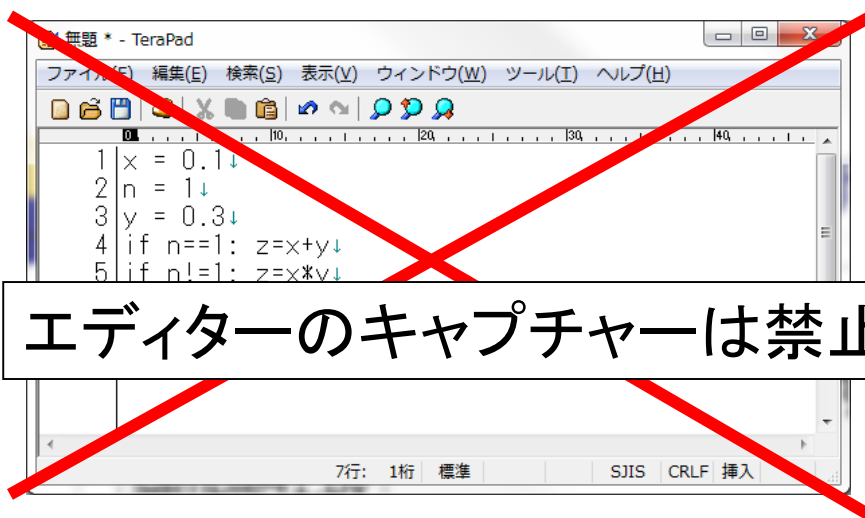 無題 * - TeraPad
ファイル(F) 編集(E) 検索(S) 表示(V) ウィンドウ(W) ツール(T) ヘルプ(H)
0 10 20 30 40
1 x = 0.1↓
2 n = 1↓
3 y = 0.3↓
4 if n==1: z=x+y↓
5 if n!=1: z=x*y↓
エディターのキャプチャーは禁止
7行: 1桁 標準 SJIS CRLF 挿入